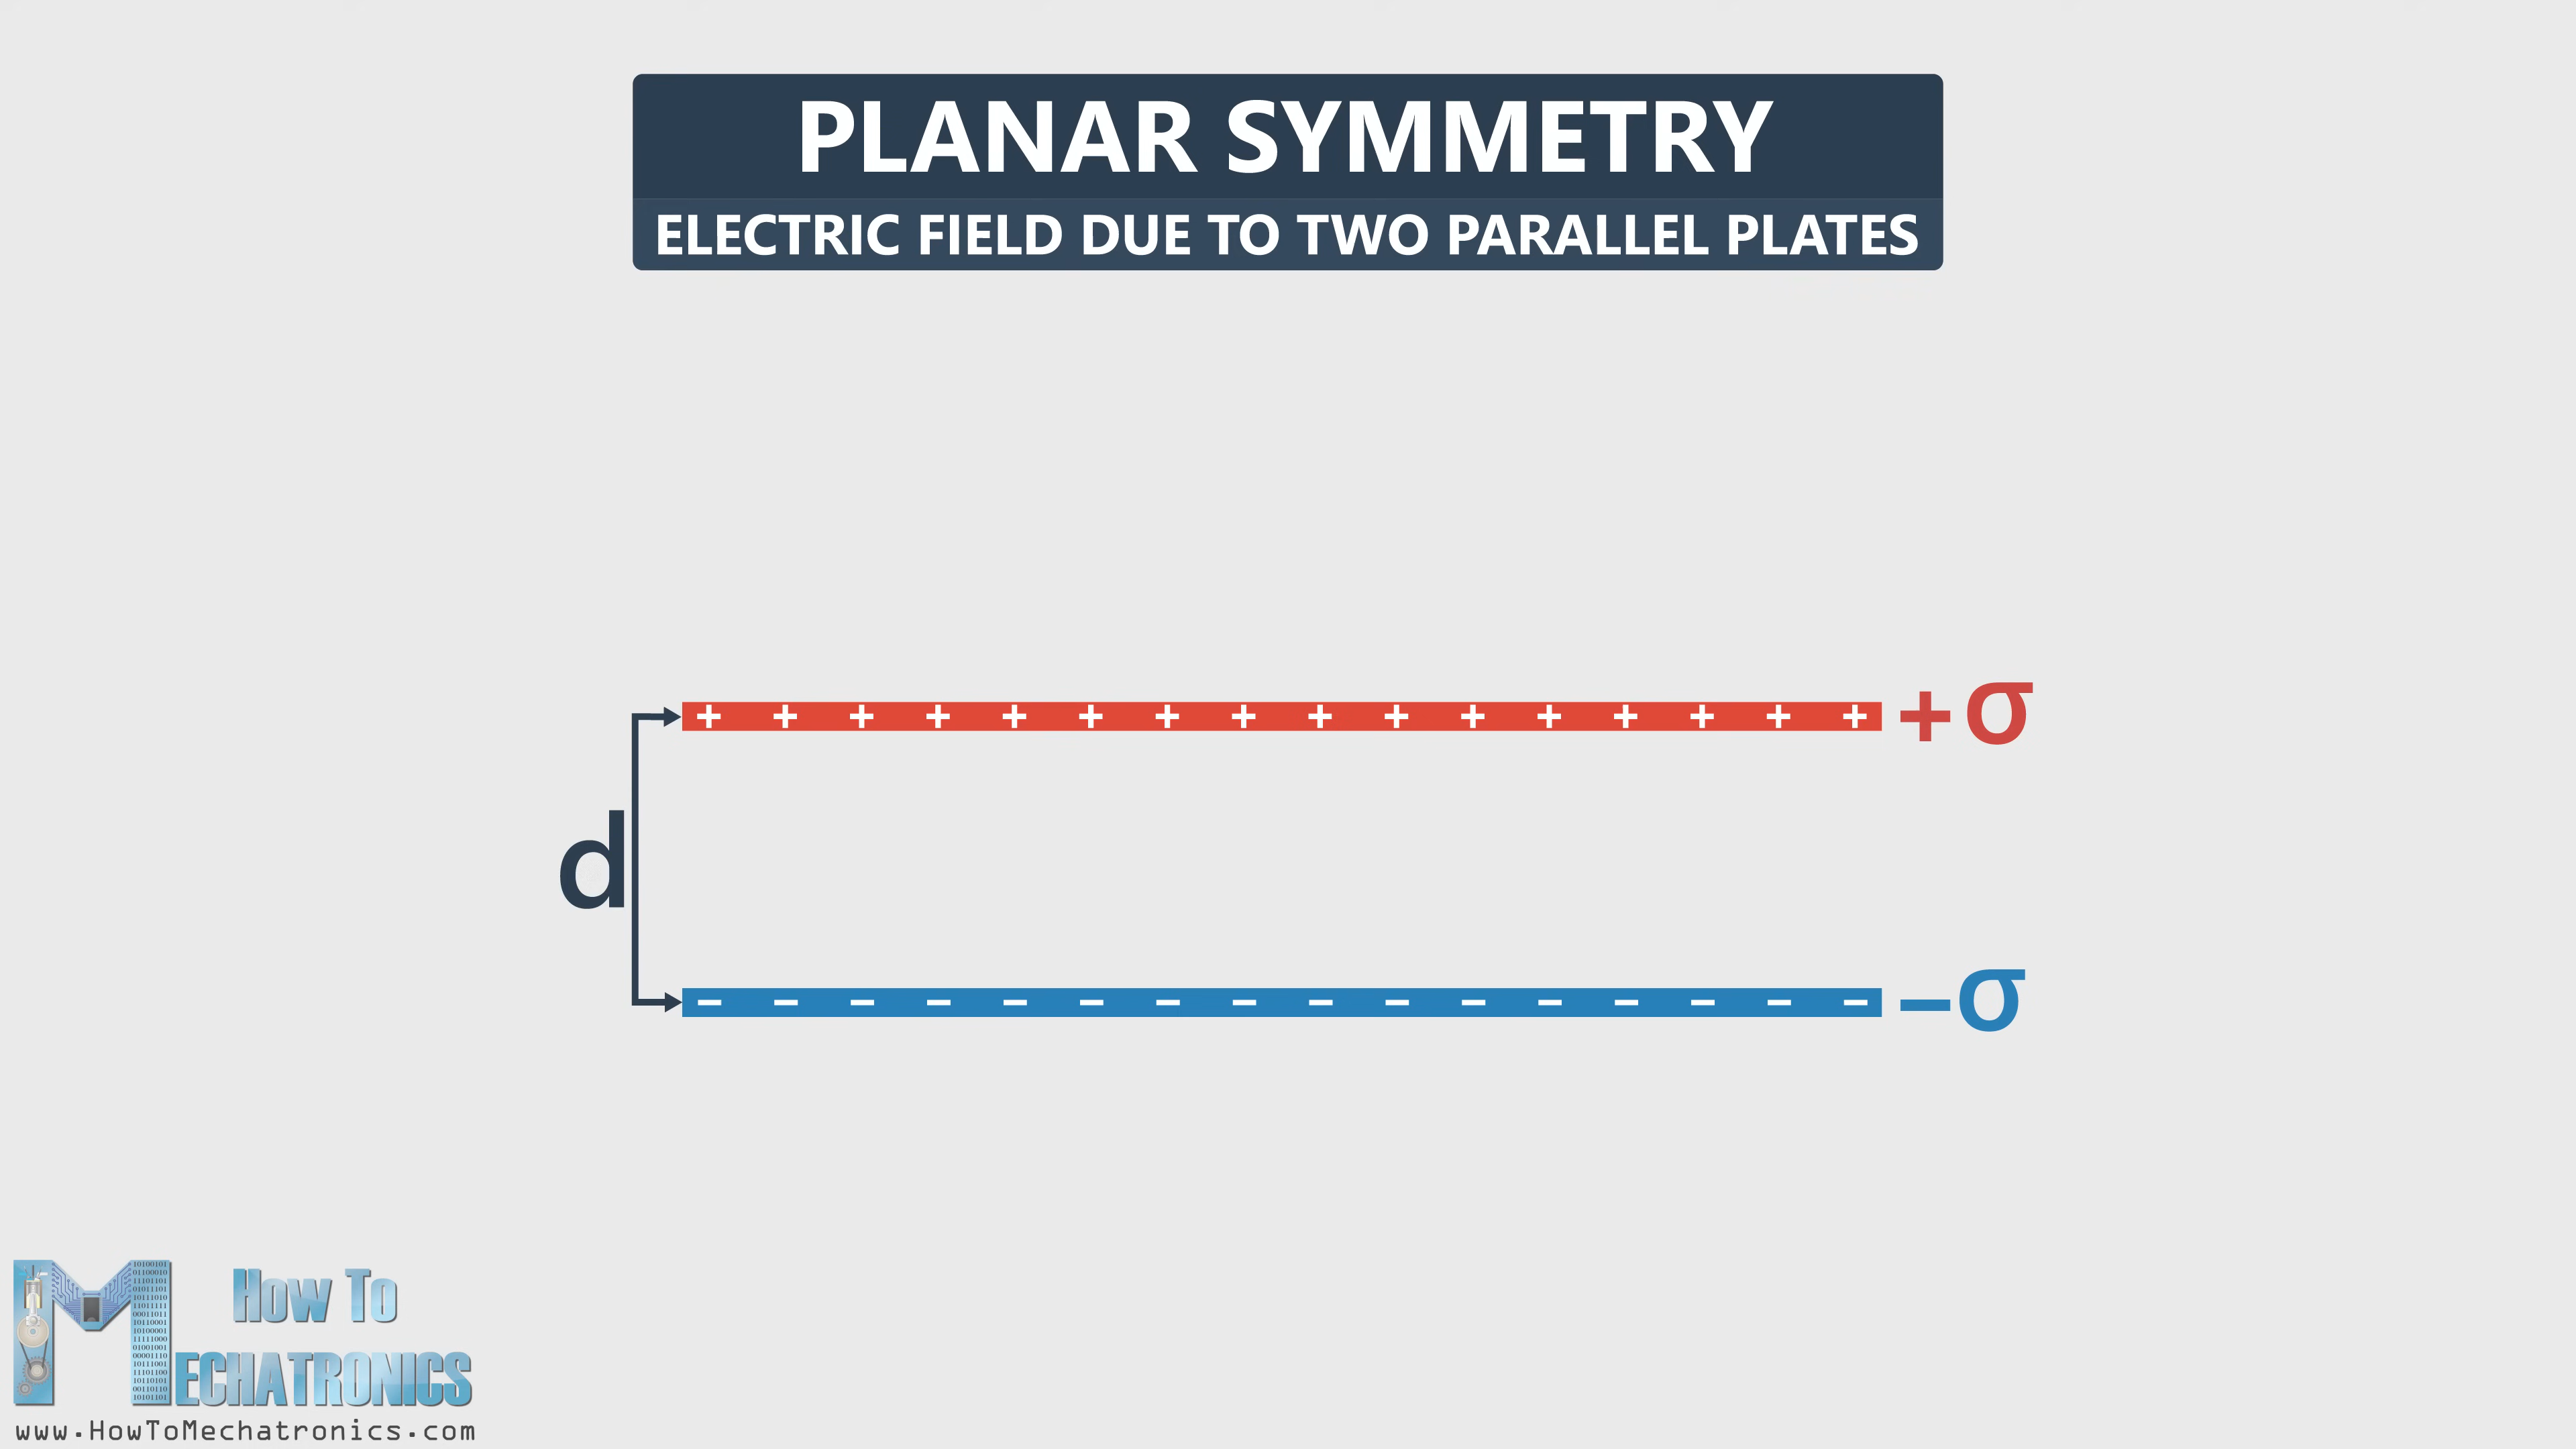 PLANAR SYMMETRY
ELECTRIC FIELD DUE TO TWO PARALLEL PLATES
+ + + + + + + + + + + + + + + +
+σ
d
− − − − − − − − − − − − − − − −
−σ
How To
MECHATRONICS
www.HowToMechatronics.com